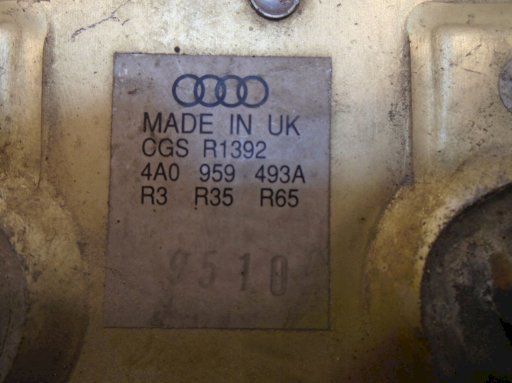 MADE IN UK
CGS R1392
4A0 959 493A
R3 R35 R65
9510